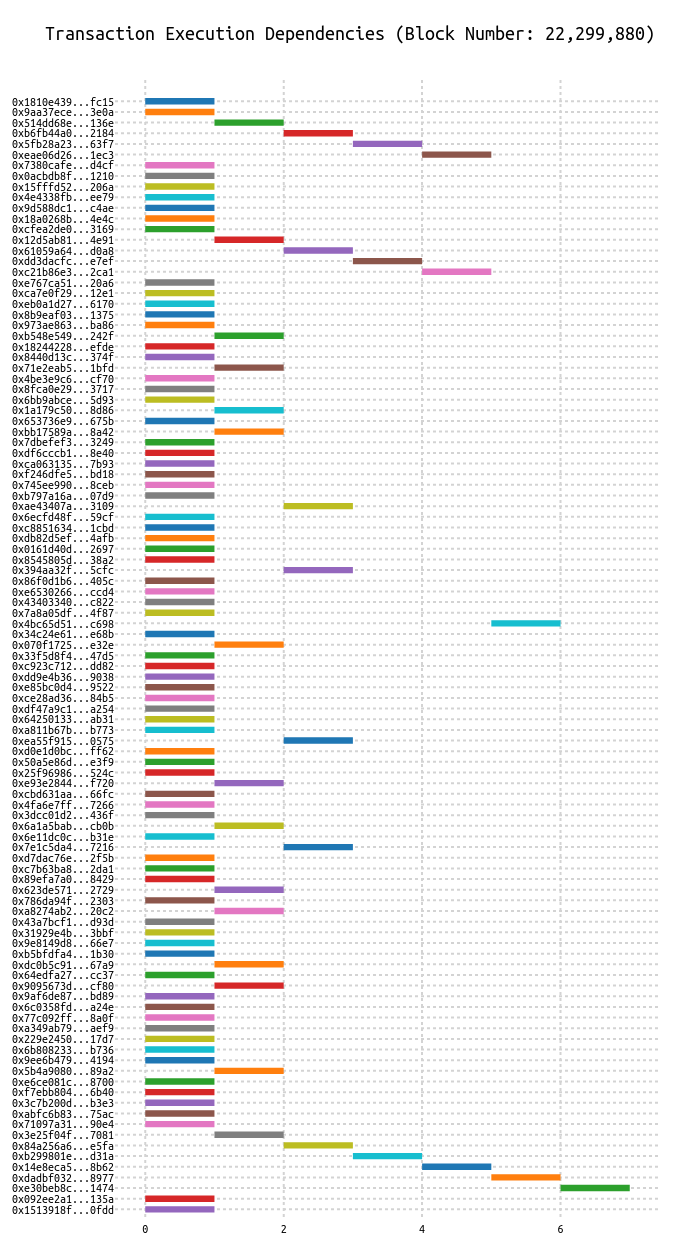 Transaction Execution Dependencies (Block Number: 22,299,880)
0x1810e439...fc15
0x9aa37ece...3e0a
0x514dd68e...136e
0xb6fb44a0...2184
0x5fb28a23...63f7
0xeae06d26...1ec3
0x7380cafe...d4cf
0x0acbdb8f...1210
0x15fffd52...206a
0x4e4338fb...ee79
0x9d588dc1...c4ae
0x18a0268b...4e4c
0xcfea2de0...3169
0x12d5ab81...4e91
0x61059a64...d0a8
0xdd3dacfc...e7ef
0xc21b86e3...2ca1
0xe767ca51...20a6
0xca7e0f29...12e1
0xeb0a1d27...6170
0x8b9eaf03...1375
0x973ae863...ba86
0xb548e549...242f
0x18244228...efde
0x8440d13c...374f
0x71e2eab5...1bfd
0x4be3e9c6...cf70
0x8fca0e29...3717
0x6bb9abce...5d93
0x1a179c50...8d86
0x653736e9...675b
0xbb17589a...8a42
0x7dbefef3...3249
0xdf6cccb1...8e40
0xca063135...7b93
0xf246dfe5...bd18
0x745ee990...8ceb
0xb797a16a...07d9
0xae43407a...3109
0x6ecfd48f...59cf
0xc8851634...1cbd
0xdb82d5ef...4afb
0x0161d40d...2697
0x8545805d...38a2
0x394aa32f...5cfc
0x86f0d1b6...405c
0xe6530266...ccd4
0x43403340...c822
0x7a8a05df...4f87
0x4bc65d51...c698
0x34c24e61...e68b
0x070f1725...e32e
0x33f5d8f4...47d5
0xc923c712...dd82
0xdd9e4b36...9038
0xe85bc0d4...9522
0xce28ad36...84b5
0xdf47a9c1...a254
0x64250133...ab31
0xa811b67b...b773
0xea55f915...0575
0xd0e1d0bc...ff62
0x50a5e86d...e3f9
0x25f96986...524c
0xe93e2844...f720
0xcbd631aa...66fc
0x4fa6e7ff...7266
0x3dcc01d2...436f
0x6a1a5bab...cb0b
0x6e11dc0c...b31e
0x7e1c5da4...7216
0xd7dac76e...2f5b
0xc7b63ba8...2da1
0x89efa7a0...8429
0x623de571...2729
0x786da94f...2303
0xa8274ab2...20c2
0x43a7bcf1...d93d
0x31929e4b...3bbf
0x9e8149d8...66e7
0xb5bfdfa4...1b30
0xdc0b5c91...67a9
0x64edfa27...cc37
0x9095673d...cf80
0x9af6de87...bd89
0x6c0358fd...a24e
0x77c092ff...8a0f
0xa349ab79...aef9
0x229e2450...17d7
0x6b808233...b736
0x9ee6b479...4194
0x5b4a9080...89a2
0xe6ce081c...8700
0xf7ebb804...6b40
0x3c7b200d...b3e3
0xabfc6b83...75ac
0x71097a31...90e4
0x3e25f04f...7081
0x84a256a6...e5fa
0xb299801e...d31a
0x14e8eca5...8b62
0xdadbf032...8977
0xe30beb8c...1474
0x092ee2a1...135a
0x1513918f...0fdd
0 2 4 6